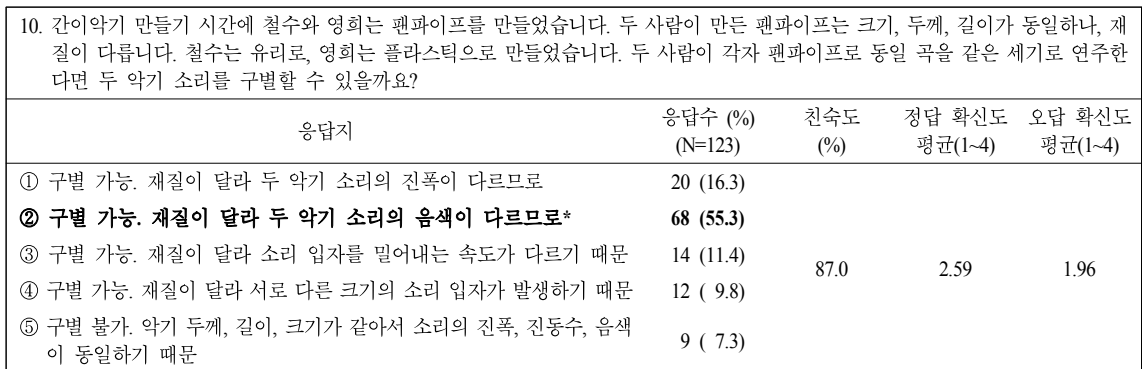 10. 간이악기 만들기 시간에 철수와 영희는 팬파이프를 만들었습니다. 두 사람이 만든 팬파이프는 크기, 두께, 길이가 동일하나, 재
질이 다릅니다. 철수는 유리로, 영희는 플라스틱으로 만들었습니다. 두 사람이 각자 팬파이프로 동일 곡을 같은 세기로 연주한
다면 두 악기 소리를 구별할 수 있을까요?
응답지 응답수 (%) 친숙도 정답 확신도 오답 확신도
(N=123) (%) 평균(1~4) 평균(1~4)
① 구별 가능. 재질이 달라 두 악기 소리의 진폭이 다르므로 20 (16.3)
② 구별 가능. 재질이 달라 두 악기 소리의 음색이 다르므로* 68 (55.3)
③ 구별 가능. 재질이 달라 소리 입자를 밀어내는 속도가 다르기 때문 14 (11.4)
87.0 2.59 1.96
④ 구별 가능. 재질이 달라 서로 다른 크기의 소리 입자가 발생하기 때문 12 ( 9.8)
⑤ 구별 불가. 악기 두께, 길이, 크기가 같아서 소리의 진폭, 진동수, 음색
이 동일하기 때문 9 ( 7.3)